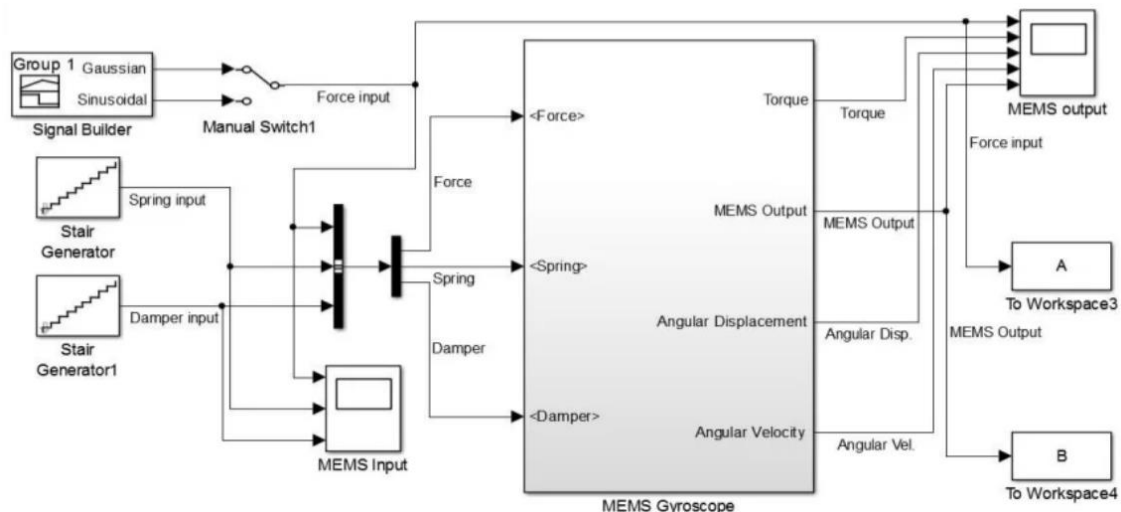 Group 1
Gaussian
Sinusoidal
Signal Builder
Manual Switch1
Force input
MEMS output
Torque
Torque
<Force>
Force
Force input
Spring input
Stair
Generator
MEMS Output
MEMS Output
<Spring>
Spring
A
To Workspace3
Damper input
Stair
Generator1
Damper
Angular Displacement
Angular Disp.
MEMS Output
<Damper>
Angular Velocity
Angular Vel.
MEMS Input
B
To Workspace4
MEMS Gyroscope